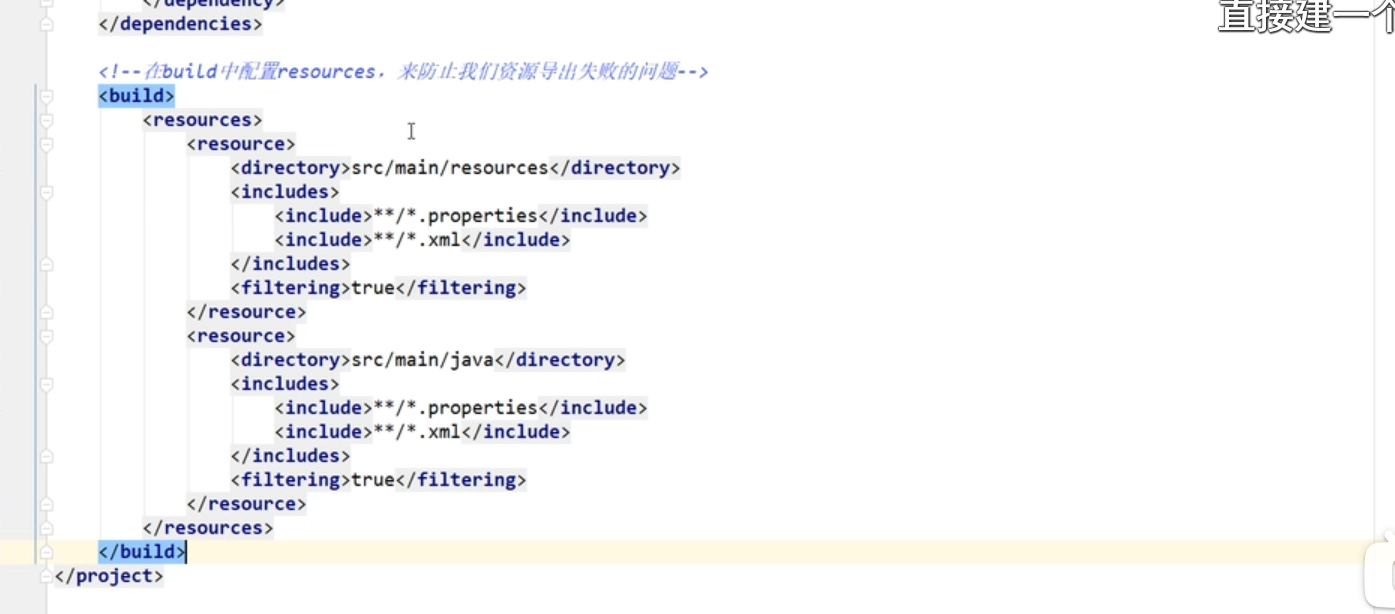 </dependency>
直接建一个
</dependencies>
<!--在build中配置resources，来防止我们资源导出失败的问题-->
<build>
<resources>
<resource>
<directory>src/main/resources</directory>
<includes>
<include>**/*.properties</include>
<include>**/*.xml</include>
</includes>
<filtering>true</filtering>
</resource>
<resource>
<directory>src/main/java</directory>
<includes>
<include>**/*.properties</include>
<include>**/*.xml</include>
</includes>
<filtering>true</filtering>
</resource>
</resources>
</build>
</project>